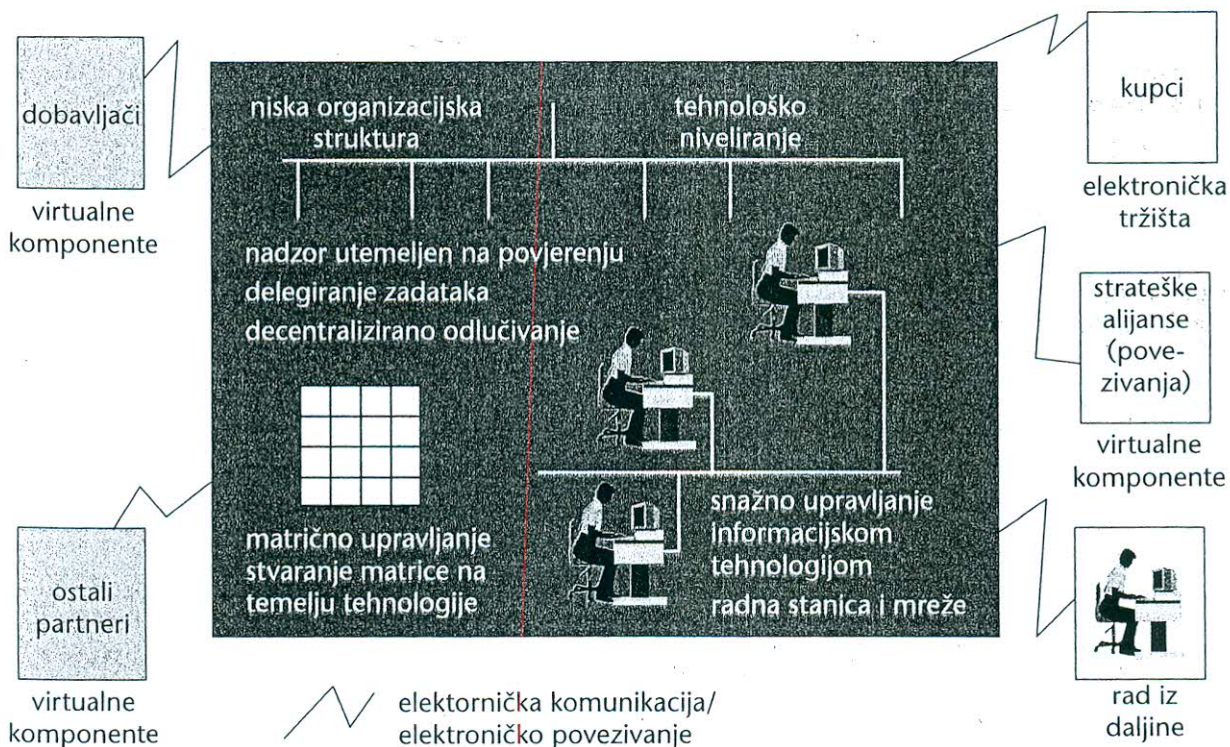 dobavljači
virtualne
komponente
niska organizacijska
struktura
tehnološko
niveliranje
kupci
elektronička
tržišta
nadzor utemeljen na povjerenju
delegiranje zadataka
decentralizirano odlučivanje
strateške
alijanse
(pove-
zivanja)
virtualne
komponente
matrično upravljanje
stvaranje matrice na
temelju tehnologije
snažno upravljanje
informacijskom
tehnologijom
radna stanica i mreže
ostali
partneri
virtualne
komponente
rad iz
daljine
elektornička komunikacija/
elektroničko povezivanje